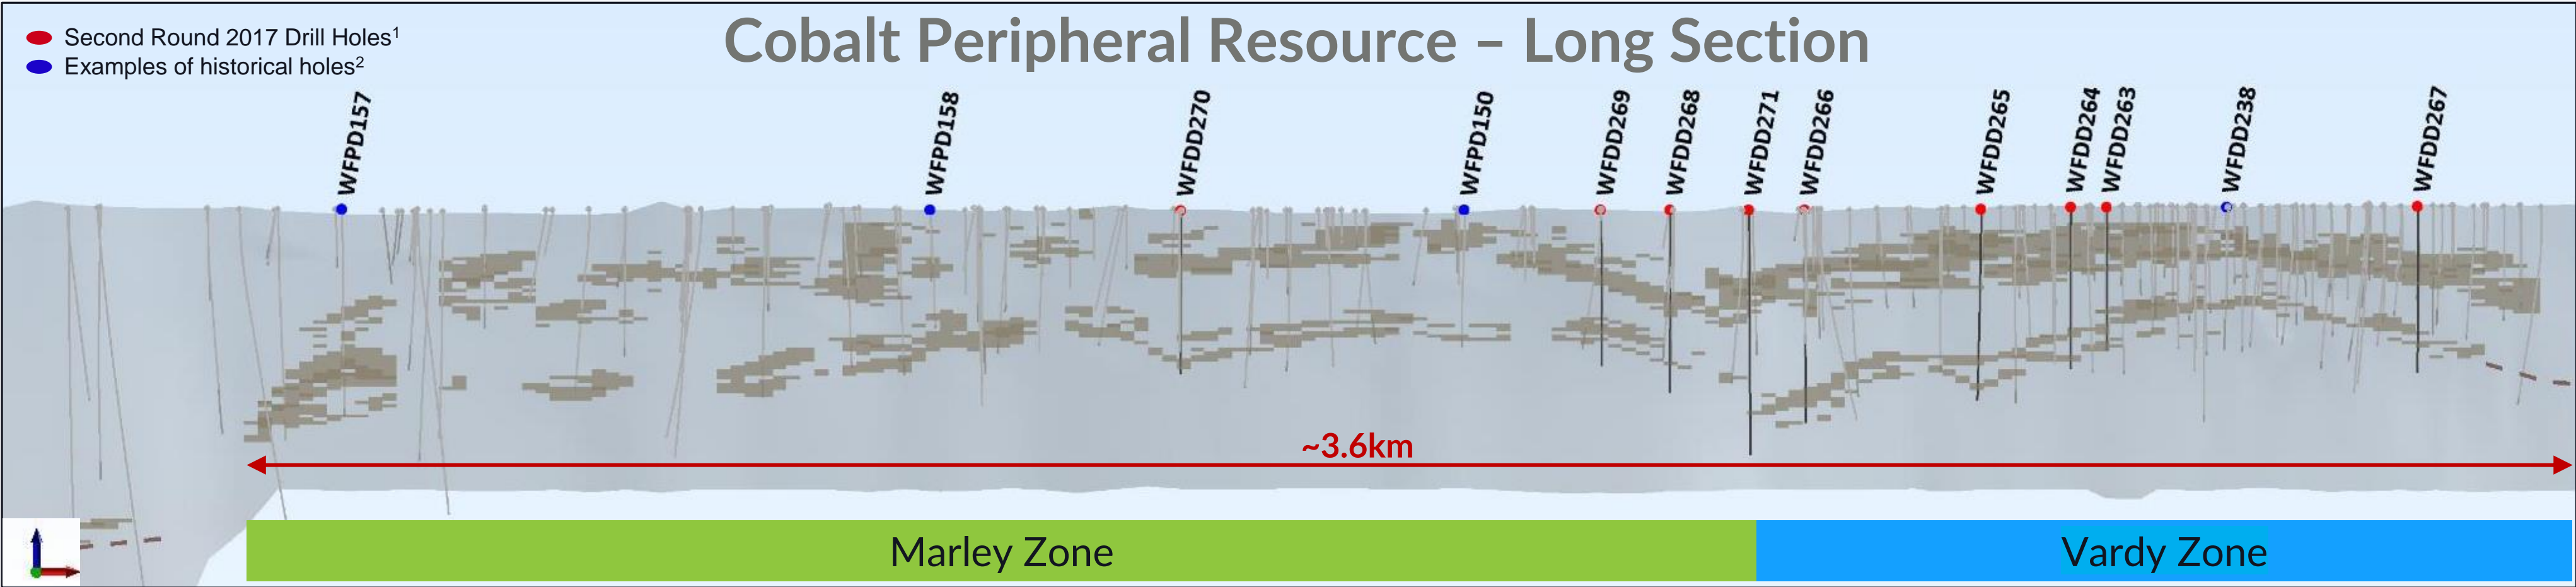 Cobalt Peripheral Resource – Long Section
Second Round 2017 Drill Holes¹
Examples of historical holes²
WFPD157
WFPD158
WFDD270
WFPD150
WFDD269
WFDD268
WFDD271
WFDD266
WFDD265
WFDD264
WFDD263
WFDD238
WFDD267
~3.6km
Marley Zone
Vardy Zone